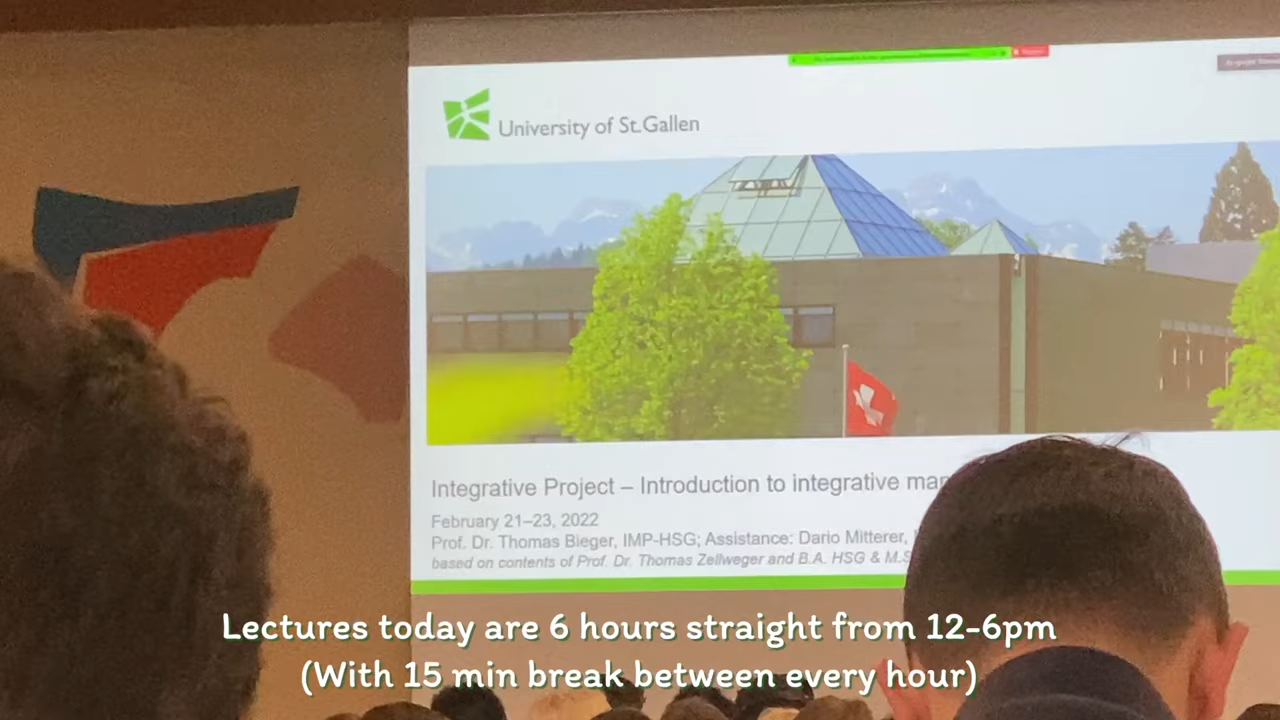 University of St.Gallen
Integrative Project – Introduction to integrative
February 21–23, 2022
Prof. Dr. Thomas Bieger, IMP-HSG; Assistance: Dario Mitterer,
based on contents of Prof. Dr. Thomas Zellweger and B.A. HSG &
Lectures today are 6 hours straight from 12-6pm
(With 15 min break between every hour)